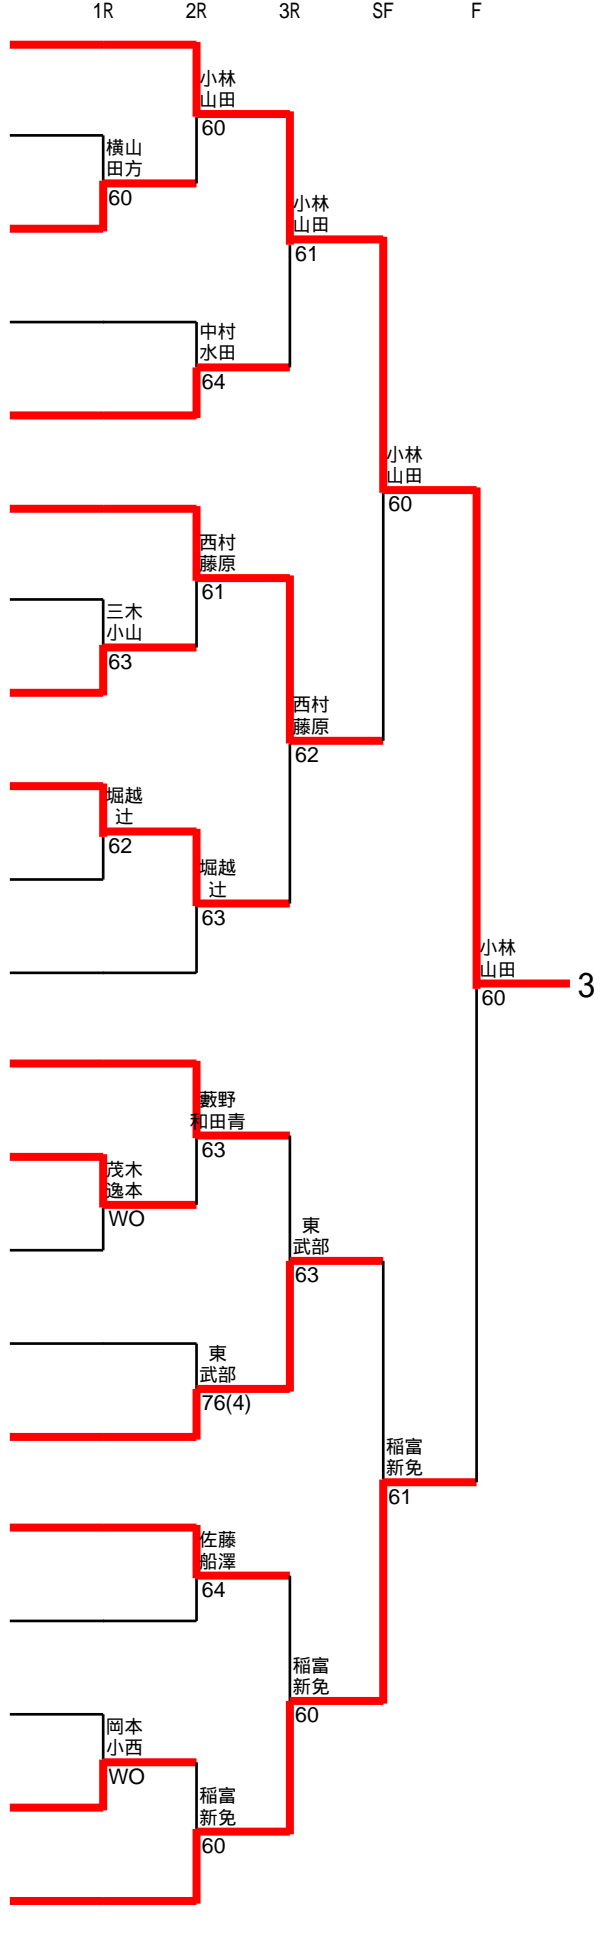 1R 2R 3R SF F
小林
山田
60
横山
田方
60
小林
山田
61
中村
水田
64
小林
山田
60
西村
藤原
61
三木
小山
63
西村
藤原
62
堀越
辻
62
堀越
辻
63
小林
山田
60
3
藪野
和田青
63
茂木
逸本
WO
東
武部
63
東
武部
76(4)
稲富
新免
61
佐藤
船澤
64
稲富
新免
60
岡本
小西
WO
稲富
新免
60